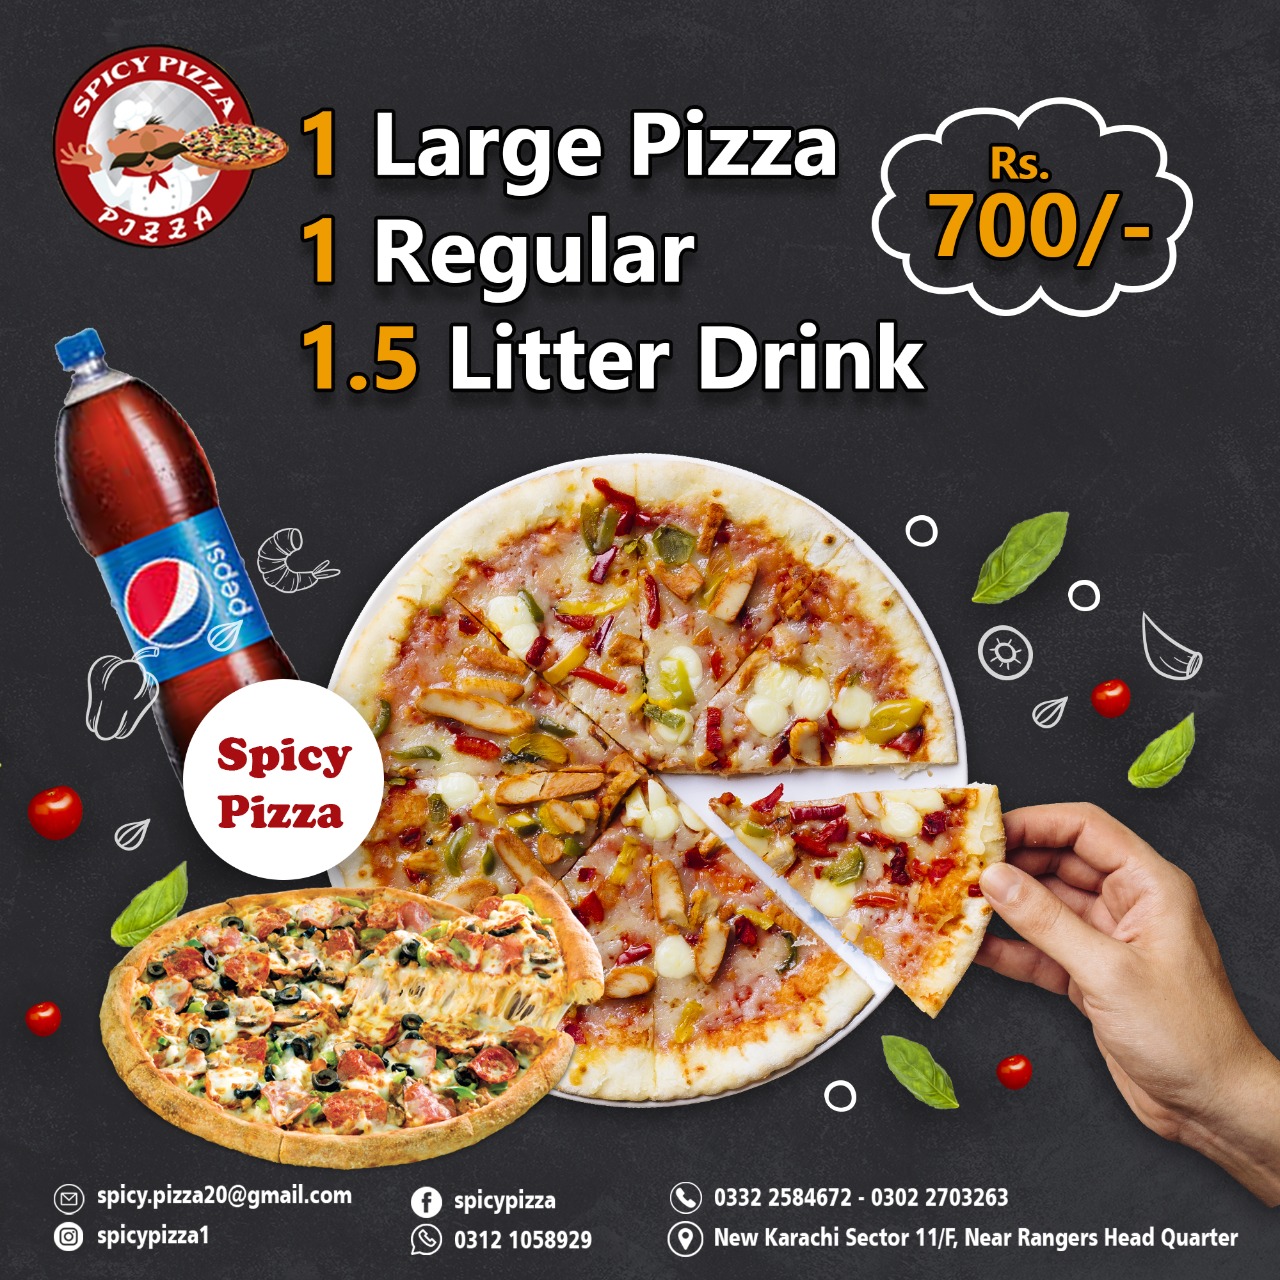 SPICY PIZZA
PIZZA
1 Large Pizza
1 Regular
1.5 Litter Drink
Rs.
700/-
pepsi
Spicy
Pizza
spicy.pizza20@gmail.com
spicypizza1
spicypizza
0312 1058929
0332 2584672 - 0302 2703263
New Karachi Sector 11/F, Near Rangers Head Quarter